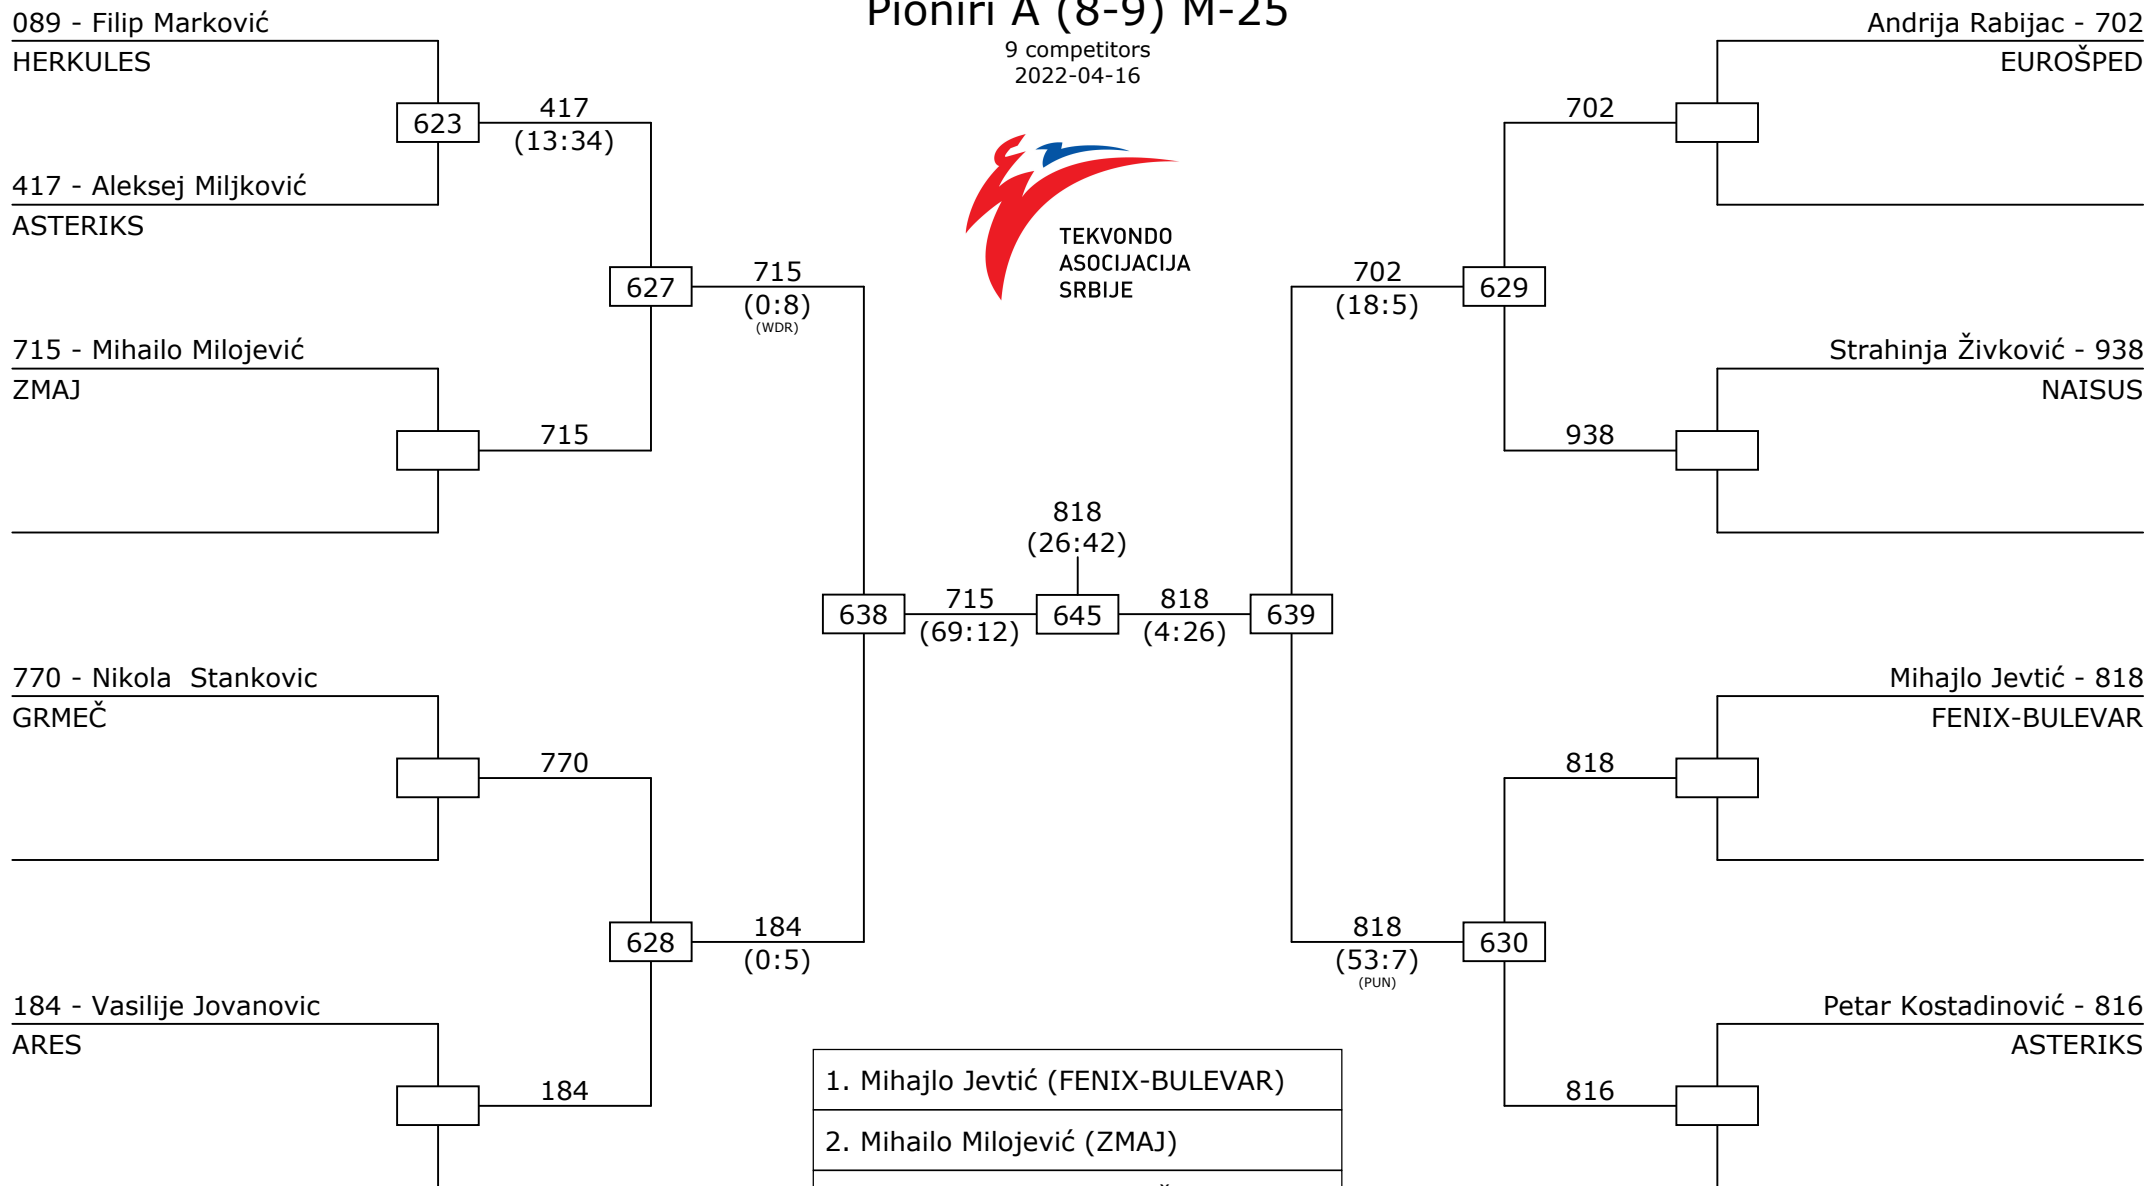 Pioniri A (8-9) M-25
9 competitors
2022-04-16
TEKVONDO
ASOCIJACIJA
SRBIJE
089 - Filip Marković
HERKULES
623
417
(13:34)
417 - Aleksej Miljković
ASTERIKS
627
715
(0:8)
(WDR)
715 - Mihailo Milojević
ZMAJ
715
770 - Nikola  Stankovic
GRMEČ
770
628
184
(0:5)
184 - Vasilije Jovanovic
ARES
184
638
715
(69:12)
818
(26:42)
645
818
(4:26)
639
Andrija Rabijac - 702
EUROŠPED
702
702
(18:5)
629
Strahinja Živković - 938
NAISUS
938
Mihajlo Jevtić - 818
FENIX-BULEVAR
818
818
(53:7)
(PUN)
630
Petar Kostadinović - 816
ASTERIKS
816
1. Mihajlo Jevtić (FENIX-BULEVAR)
2. Mihailo Milojević (ZMAJ)